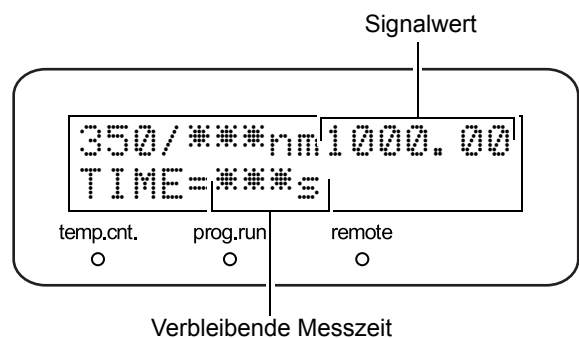 Signalwert
350/***nm1000.00
TIME=***s
temp.cnt. prog.run remote
Verbleibende Messzeit